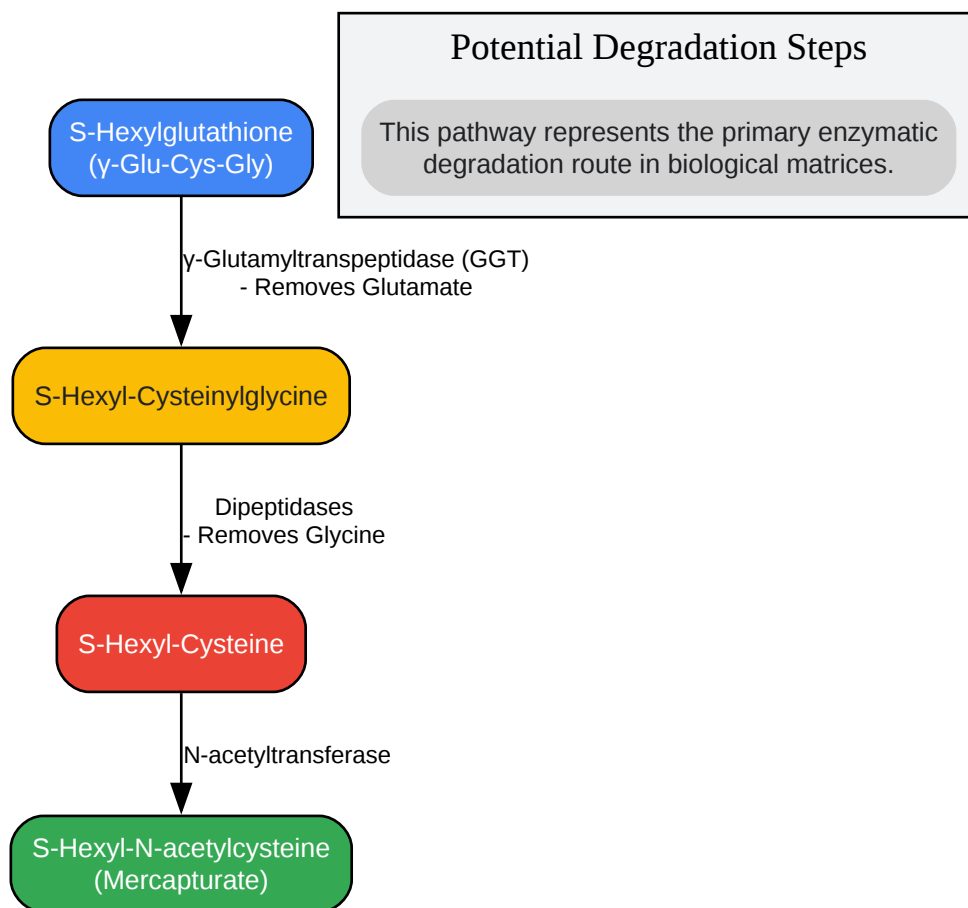 Potential Degradation Steps
This pathway represents the primary enzymatic
degradation route in biological matrices.
S-Hexylglutathione
(γ-Glu-Cys-Gly)
γ-Glutamyltranspeptidase (GGT)
- Removes Glutamate
S-Hexyl-Cysteinylglycine
Dipeptidases
- Removes Glycine
S-Hexyl-Cysteine
N-acetyltransferase
S-Hexyl-N-acetylcysteine
(Mercapturate)